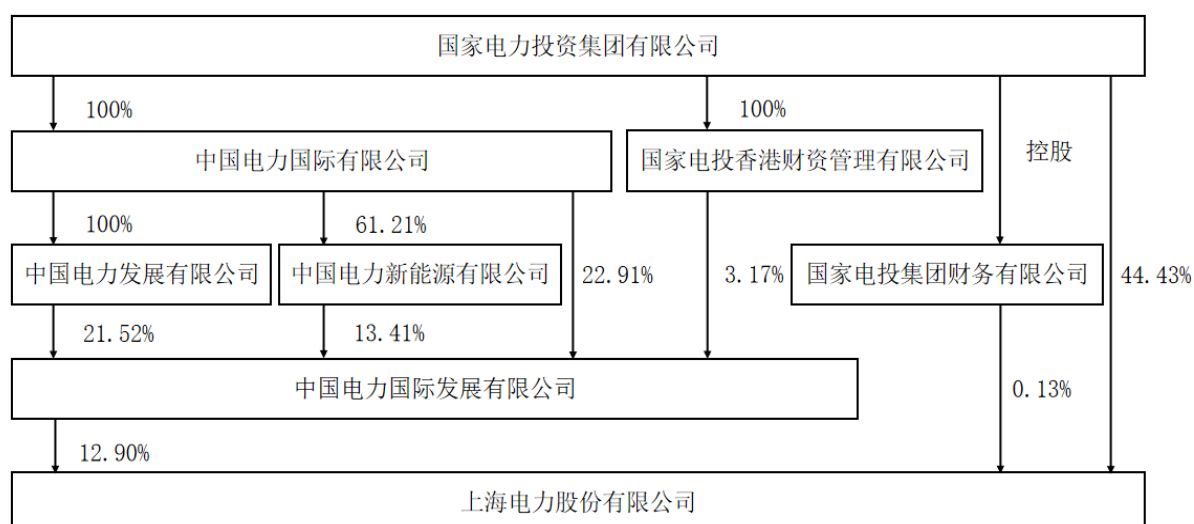 国家电力投资集团有限公司
100%
100%
中国电力国际有限公司
国家电投香港财资管理有限公司
控股
100%
61.21%
中国电力发展有限公司
中国电力新能源有限公司
22.91%
3.17%
国家电投集团财务有限公司
44.43%
21.52%
13.41%
中国电力国际发展有限公司
0.13%
12.90%
上海电力股份有限公司